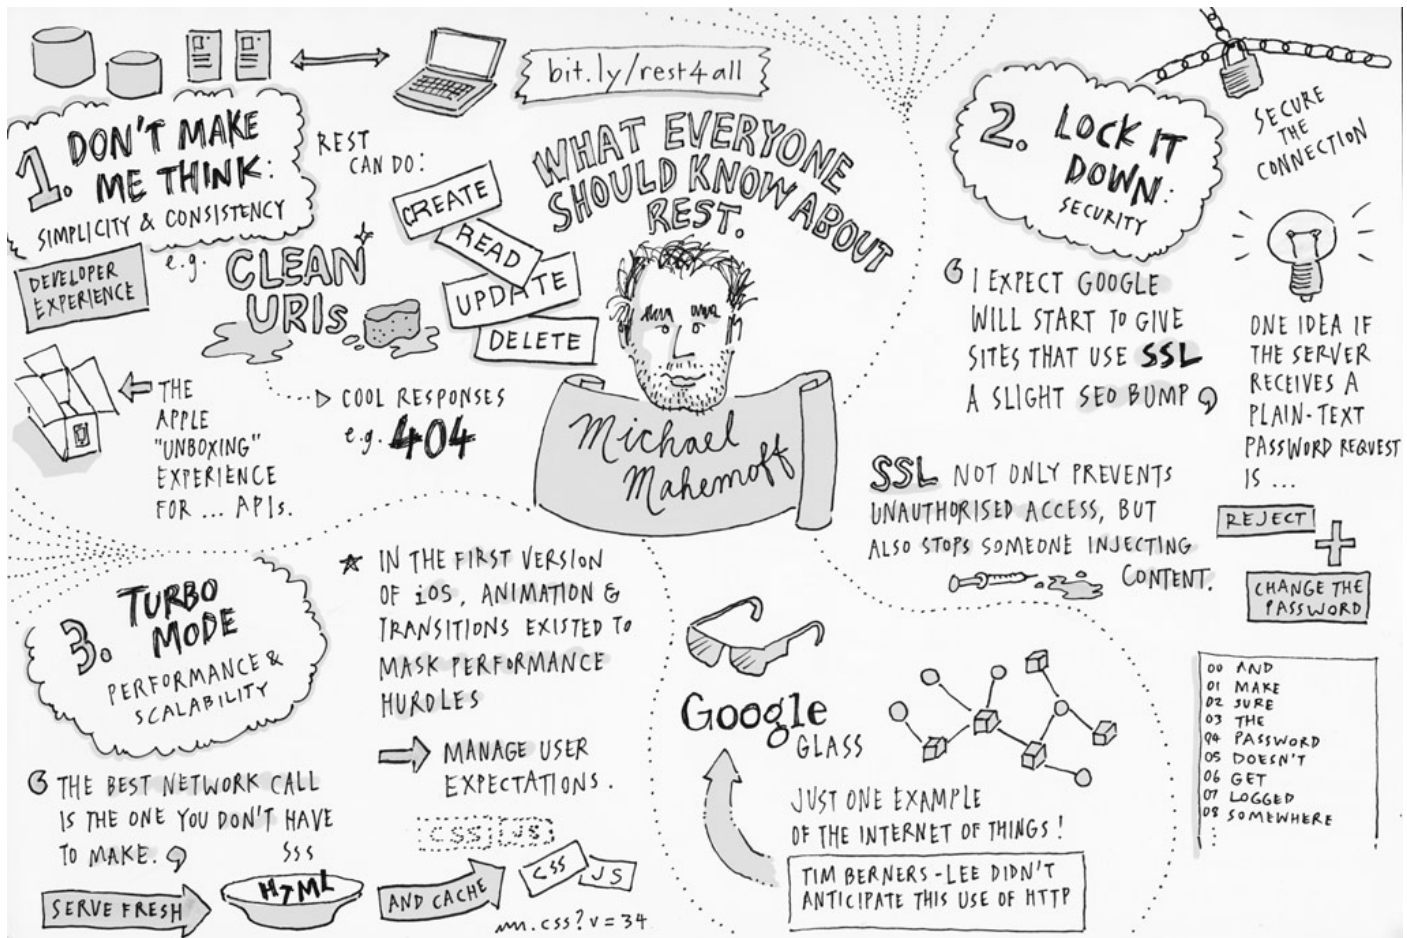 bit.ly/rest4all
WHAT EVERYONE
SHOULD KNOW ABOUT
REST.
Michael
Mahemoff
1. DON'T MAKE
ME THINK:
SIMPLICITY & CONSISTENCY
DEVELOPER
EXPERIENCE
e.g.
CLEAN
URIs
REST
CAN DO:
CREATE
READ
UPDATE
DELETE
THE
APPLE
"UNBOXING"
EXPERIENCE
FOR ... APIs.
COOL RESPONSES
e.g. 404
2. LOCK IT
DOWN:
SECURITY
SECURE
THE
CONNECTION
I EXPECT GOOGLE
WILL START TO GIVE
SITES THAT USE SSL
A SLIGHT SEO BUMP
SSL NOT ONLY PREVENTS
UNAUTHORISED ACCESS, BUT
ALSO STOPS SOMEONE INJECTING
CONTENT.
ONE IDEA IF
THE SERVER
RECEIVES A
PLAIN-TEXT
PASSWORD REQUEST
IS ...
REJECT
+
CHANGE THE
PASSWORD
00 AND
01 MAKE
02 SURE
03 THE
04 PASSWORD
05 DOESN'T
06 GET
07 LOGGED
08 SOMEWHERE
3. TURBO
MODE
PERFORMANCE &
SCALABILITY
THE BEST NETWORK CALL
IS THE ONE YOU DON'T HAVE
TO MAKE.
SSS
SERVE FRESH
HTML
AND CACHE
CSS JS
CSS JS
.css?v=34
IN THE FIRST VERSION
OF iOS, ANIMATION &
TRANSITIONS EXISTED TO
MASK PERFORMANCE
HURDLES
MANAGE USER
EXPECTATIONS.
Google
GLASS
JUST ONE EXAMPLE
OF THE INTERNET OF THINGS!
TIM BERNERS-LEE DIDN'T
ANTICIPATE THIS USE OF HTTP